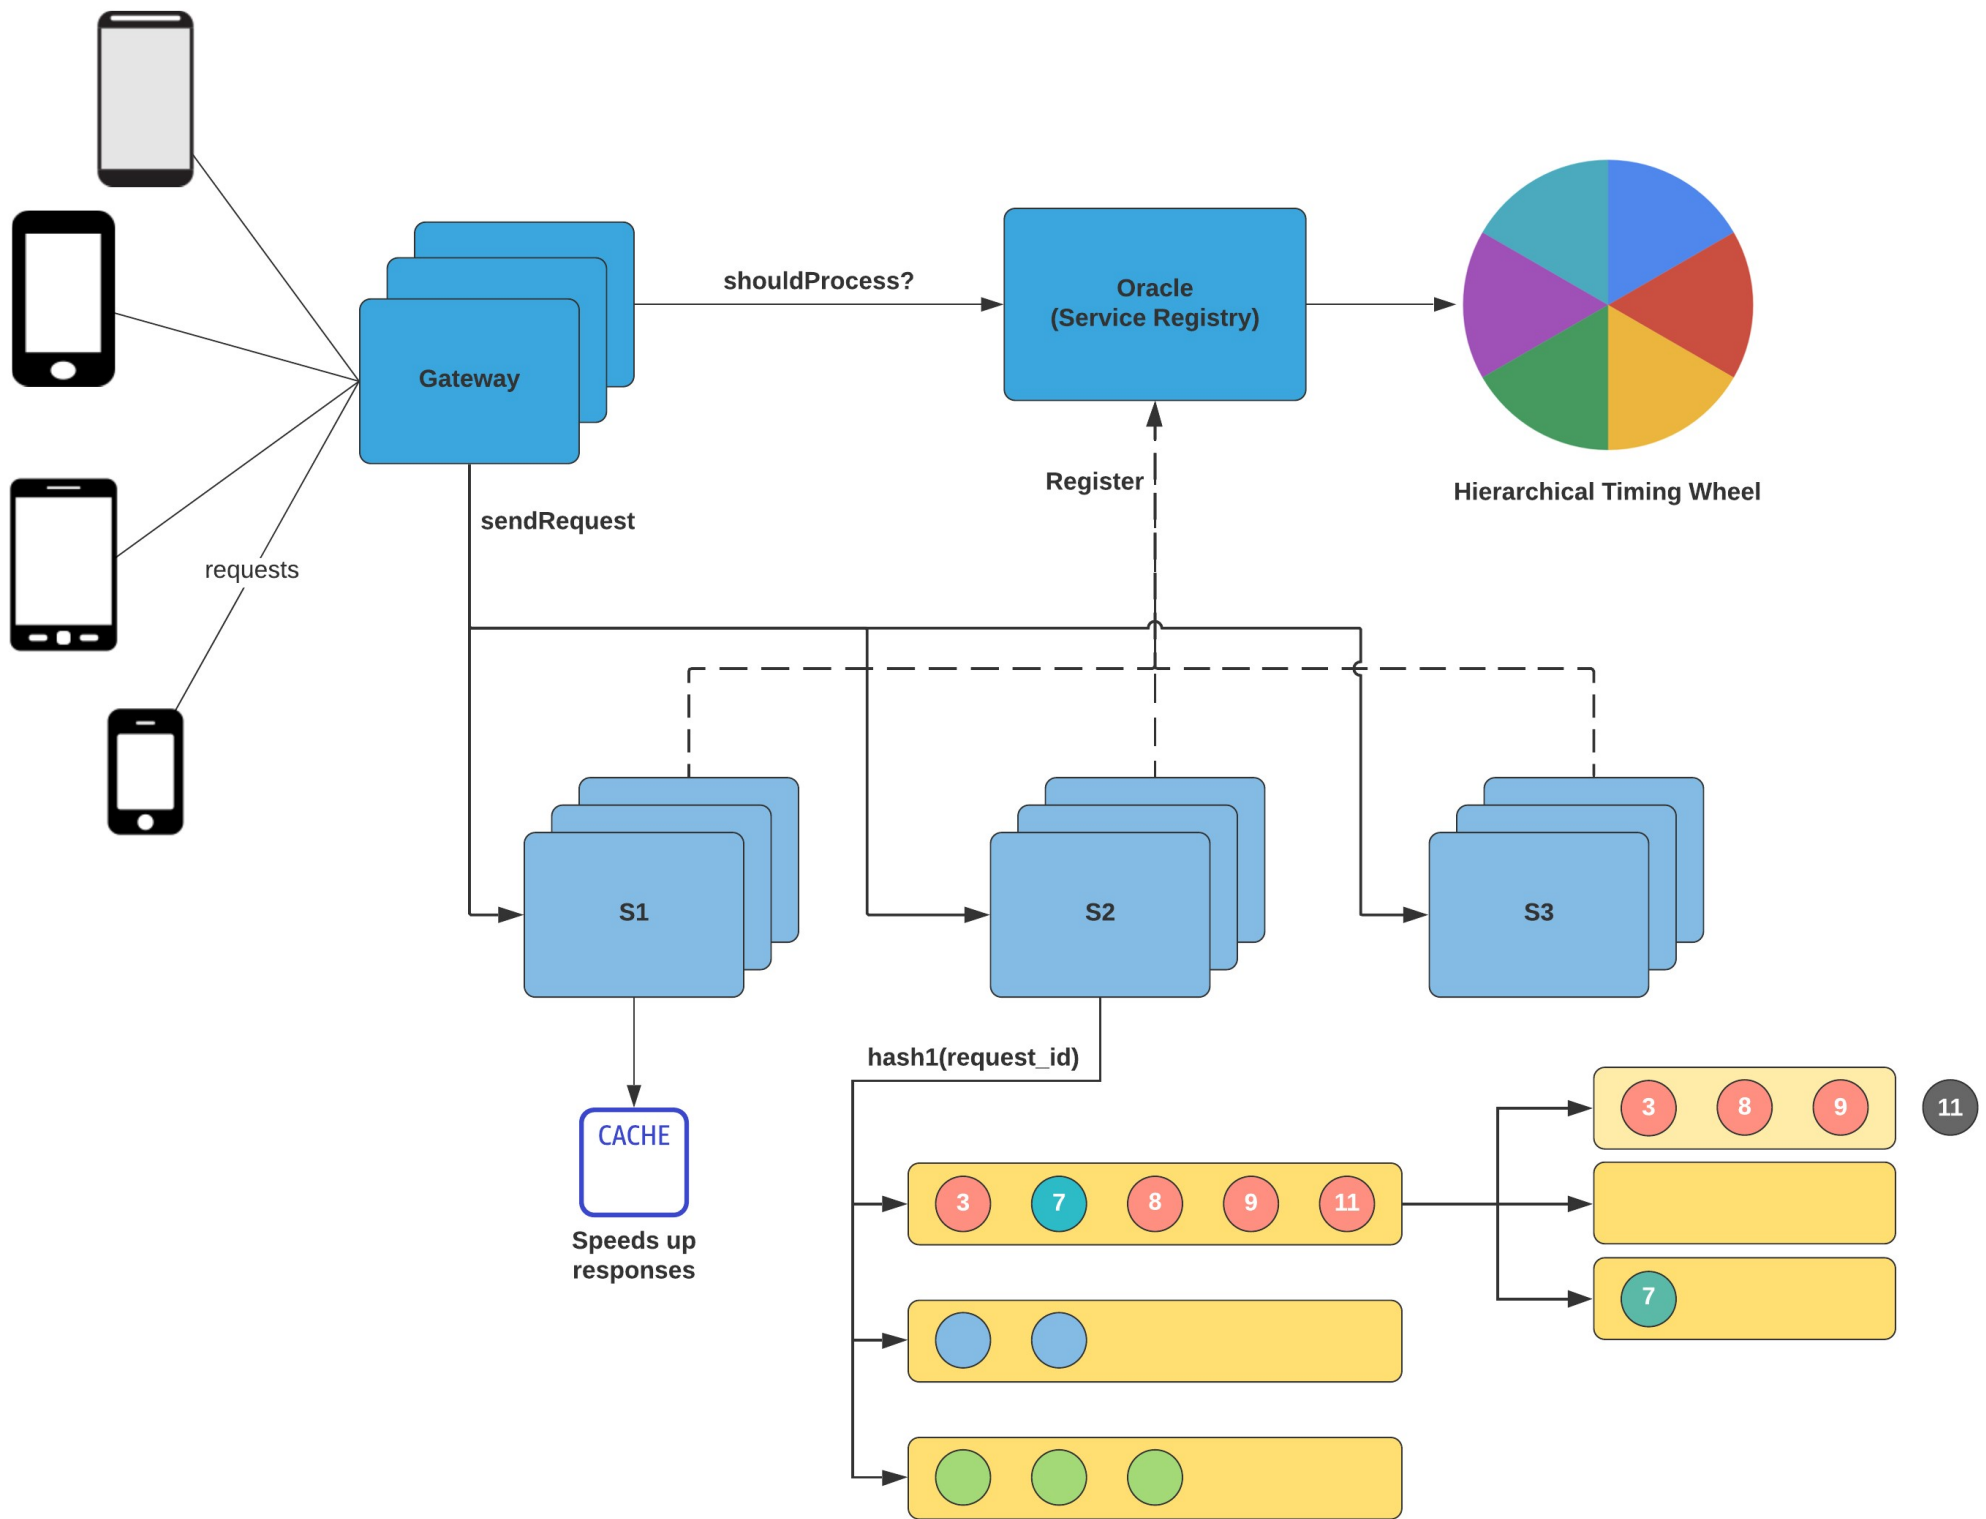 shouldProcess?
Oracle
(Service Registry)
Gateway
Register
Hierarchical Timing Wheel
sendRequest
requests
S1
S2
S3
hash1(request_id)
CACHE
Speeds up
responses
3 7 8 9 11
3 8 9 11
7